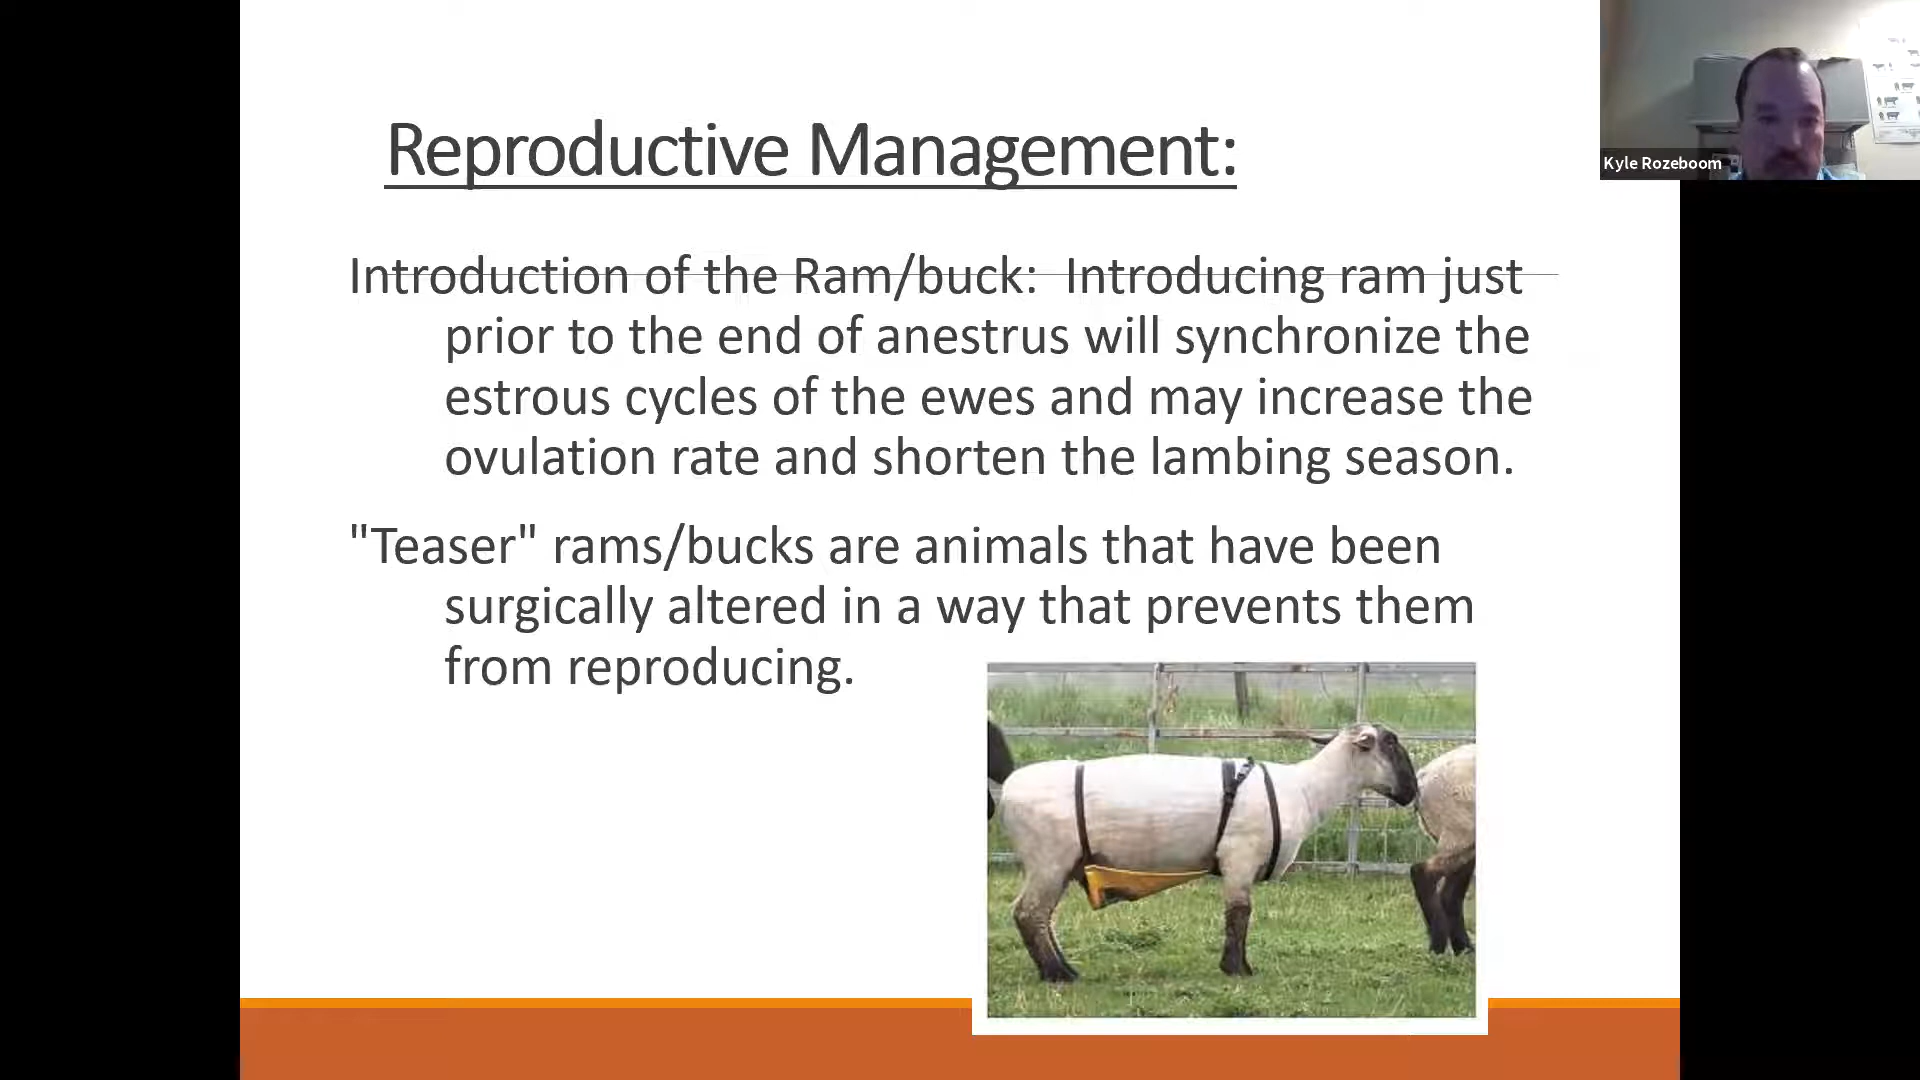 Reproductive Management:
Kyle Rozeboom
Introduction of the Ram/buck:  Introducing ram just
prior to the end of anestrus will synchronize the
estrous cycles of the ewes and may increase the
ovulation rate and shorten the lambing season.
"Teaser" rams/bucks are animals that have been
surgically altered in a way that prevents them
from reproducing.